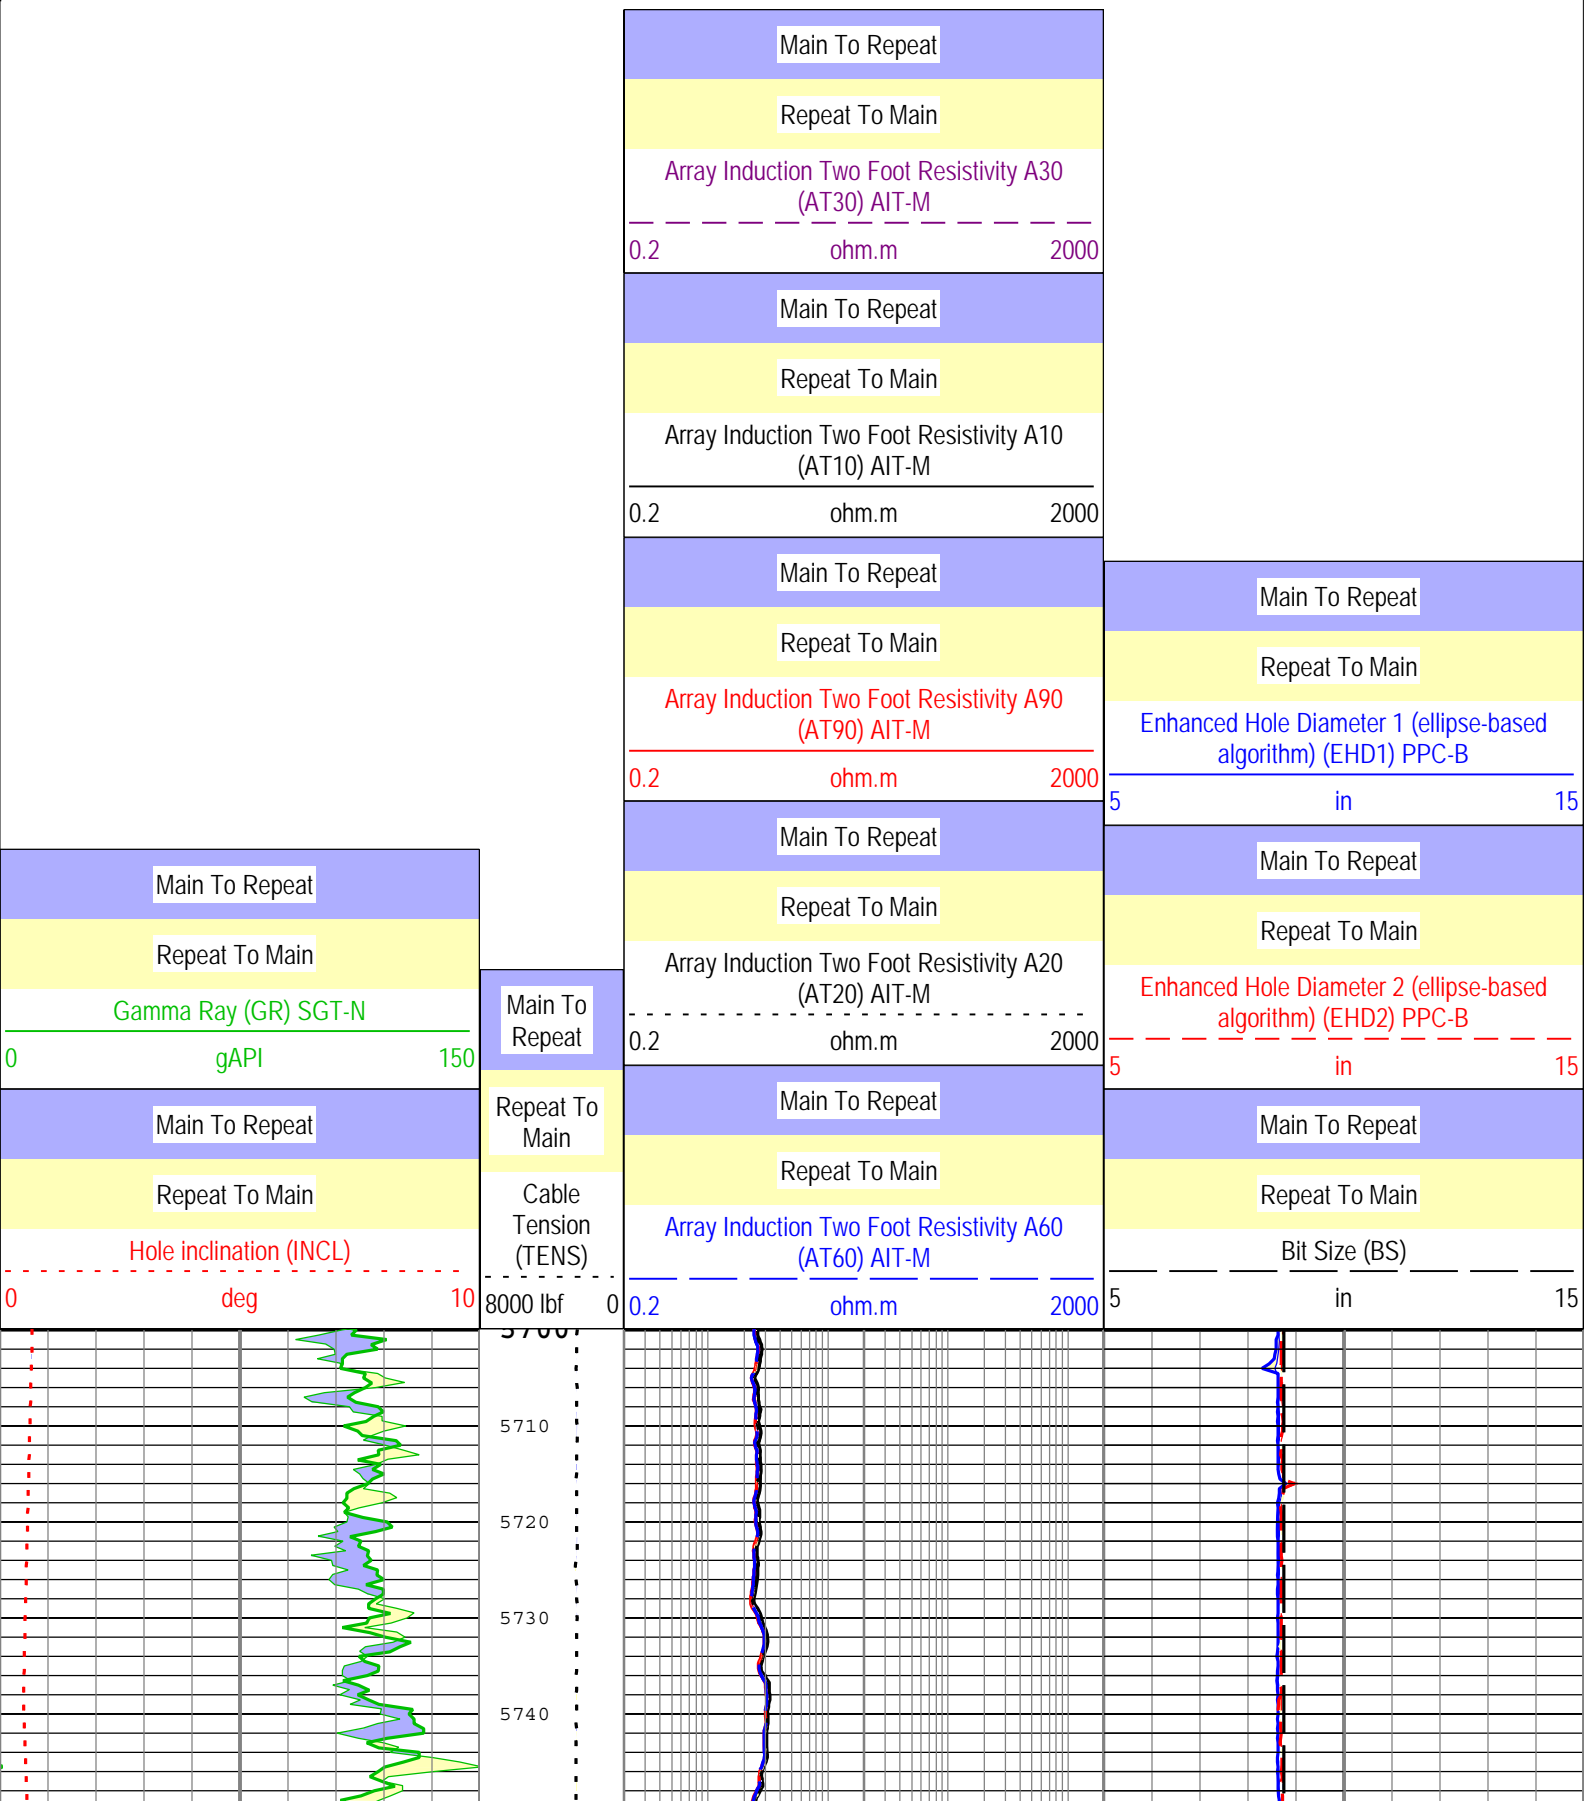 Main To Repeat
Repeat To Main
Array Induction Two Foot Resistivity A30
(AT30) AIT-M
0.2 ohm.m 2000
Main To Repeat
Repeat To Main
Array Induction Two Foot Resistivity A10
(AT10) AIT-M
0.2 ohm.m 2000
Main To Repeat
Repeat To Main
Array Induction Two Foot Resistivity A90
(AT90) AIT-M
0.2 ohm.m 2000
Main To Repeat
Repeat To Main
Array Induction Two Foot Resistivity A20
(AT20) AIT-M
0.2 ohm.m 2000
Main To Repeat
Repeat To Main
Array Induction Two Foot Resistivity A60
(AT60) AIT-M
0.2 ohm.m 2000
Main To Repeat
Repeat To Main
Enhanced Hole Diameter 1 (ellipse-based
algorithm) (EHD1) PPC-B
5 in 15
Main To Repeat
Repeat To Main
Enhanced Hole Diameter 2 (ellipse-based
algorithm) (EHD2) PPC-B
5 in 15
Main To Repeat
Repeat To Main
Bit Size (BS)
5 in 15
Main To Repeat
Repeat To Main
Gamma Ray (GR) SGT-N
0 gAPI 150
Main To Repeat
Repeat To Main
Hole inclination (INCL)
0 deg 10
Main To
Repeat
Repeat To
Main
Cable
Tension
(TENS)
8000 lbf 0
5700
5710
5720
5730
5740